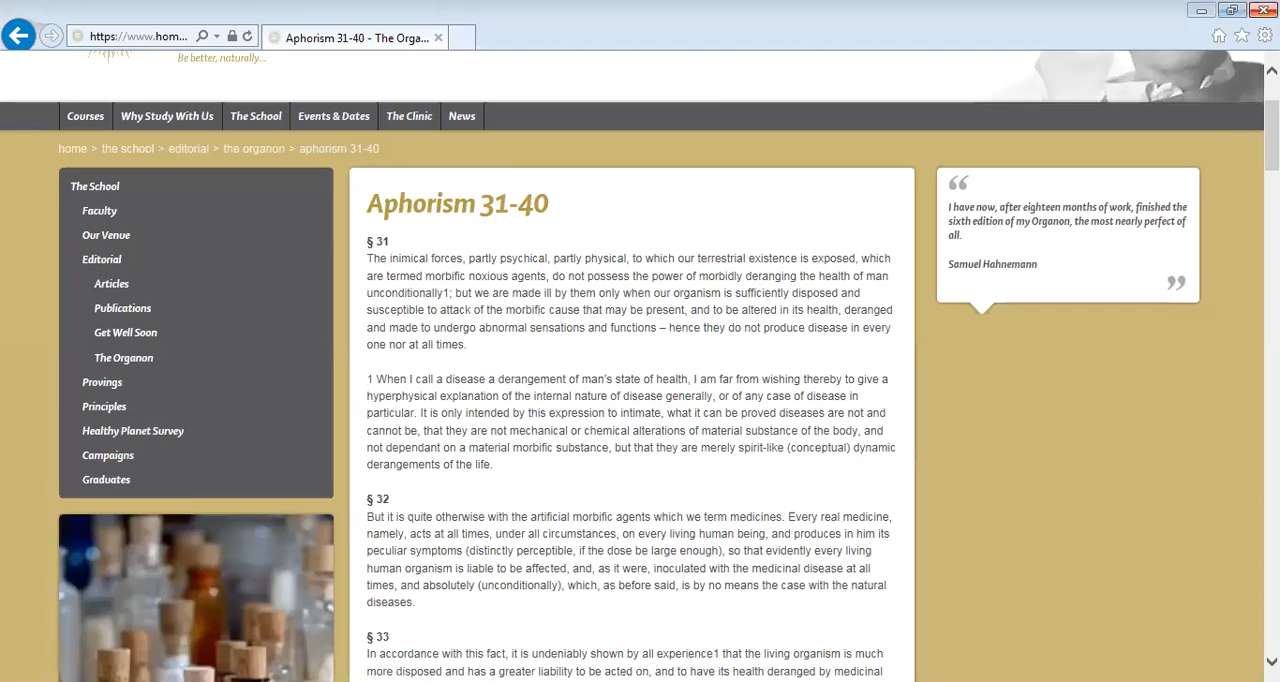 https://www.hom...
Aphorism 31-40 - The Orga...
Be better, naturally...
Courses
Why Study With Us
The School
Events & Dates
The Clinic
News
home > the school > editorial > the organon > aphorism 31-40
The School
Faculty
Our Venue
Editorial
Articles
Publications
Get Well Soon
The Organon
Provings
Principles
Healthy Planet Survey
Campaigns
Graduates
Aphorism 31-40
§ 31
The inimical forces, partly psychical, partly physical, to which our terrestrial existence is exposed, which
are termed morbific noxious agents, do not possess the power of morbidly deranging the health of man
unconditionally1; but we are made ill by them only when our organism is sufficiently disposed and
susceptible to attack of the morbific cause that may be present, and to be altered in its health, deranged
and made to undergo abnormal sensations and functions – hence they do not produce disease in every
one nor at all times.
1 When I call a disease a derangement of man's state of health, I am far from wishing thereby to give a
hyperphysical explanation of the internal nature of disease generally, or of any case of disease in
particular. It is only intended by this expression to intimate, what it can be proved diseases are not and
cannot be, that they are not mechanical or chemical alterations of material substance of the body, and
not dependant on a material morbific substance, but that they are merely spirit-like (conceptual) dynamic
derangements of the life.
§ 32
But it is quite otherwise with the artificial morbific agents which we term medicines. Every real medicine,
namely, acts at all times, under all circumstances, on every living human being, and produces in him its
peculiar symptoms (distinctly perceptible, if the dose be large enough), so that evidently every living
human organism is liable to be affected, and, as it were, inoculated with the medicinal disease at all
times, and absolutely (unconditionally), which, as before said, is by no means the case with the natural
diseases.
§ 33
In accordance with this fact, it is undeniably shown by all experience1 that the living organism is much
more disposed and has a greater liability to be acted on, and to have its health deranged by medicinal
“
I have now, after eighteen months of work, finished the
sixth edition of my Organon, the most nearly perfect of
all.
Samuel Hahnemann
”